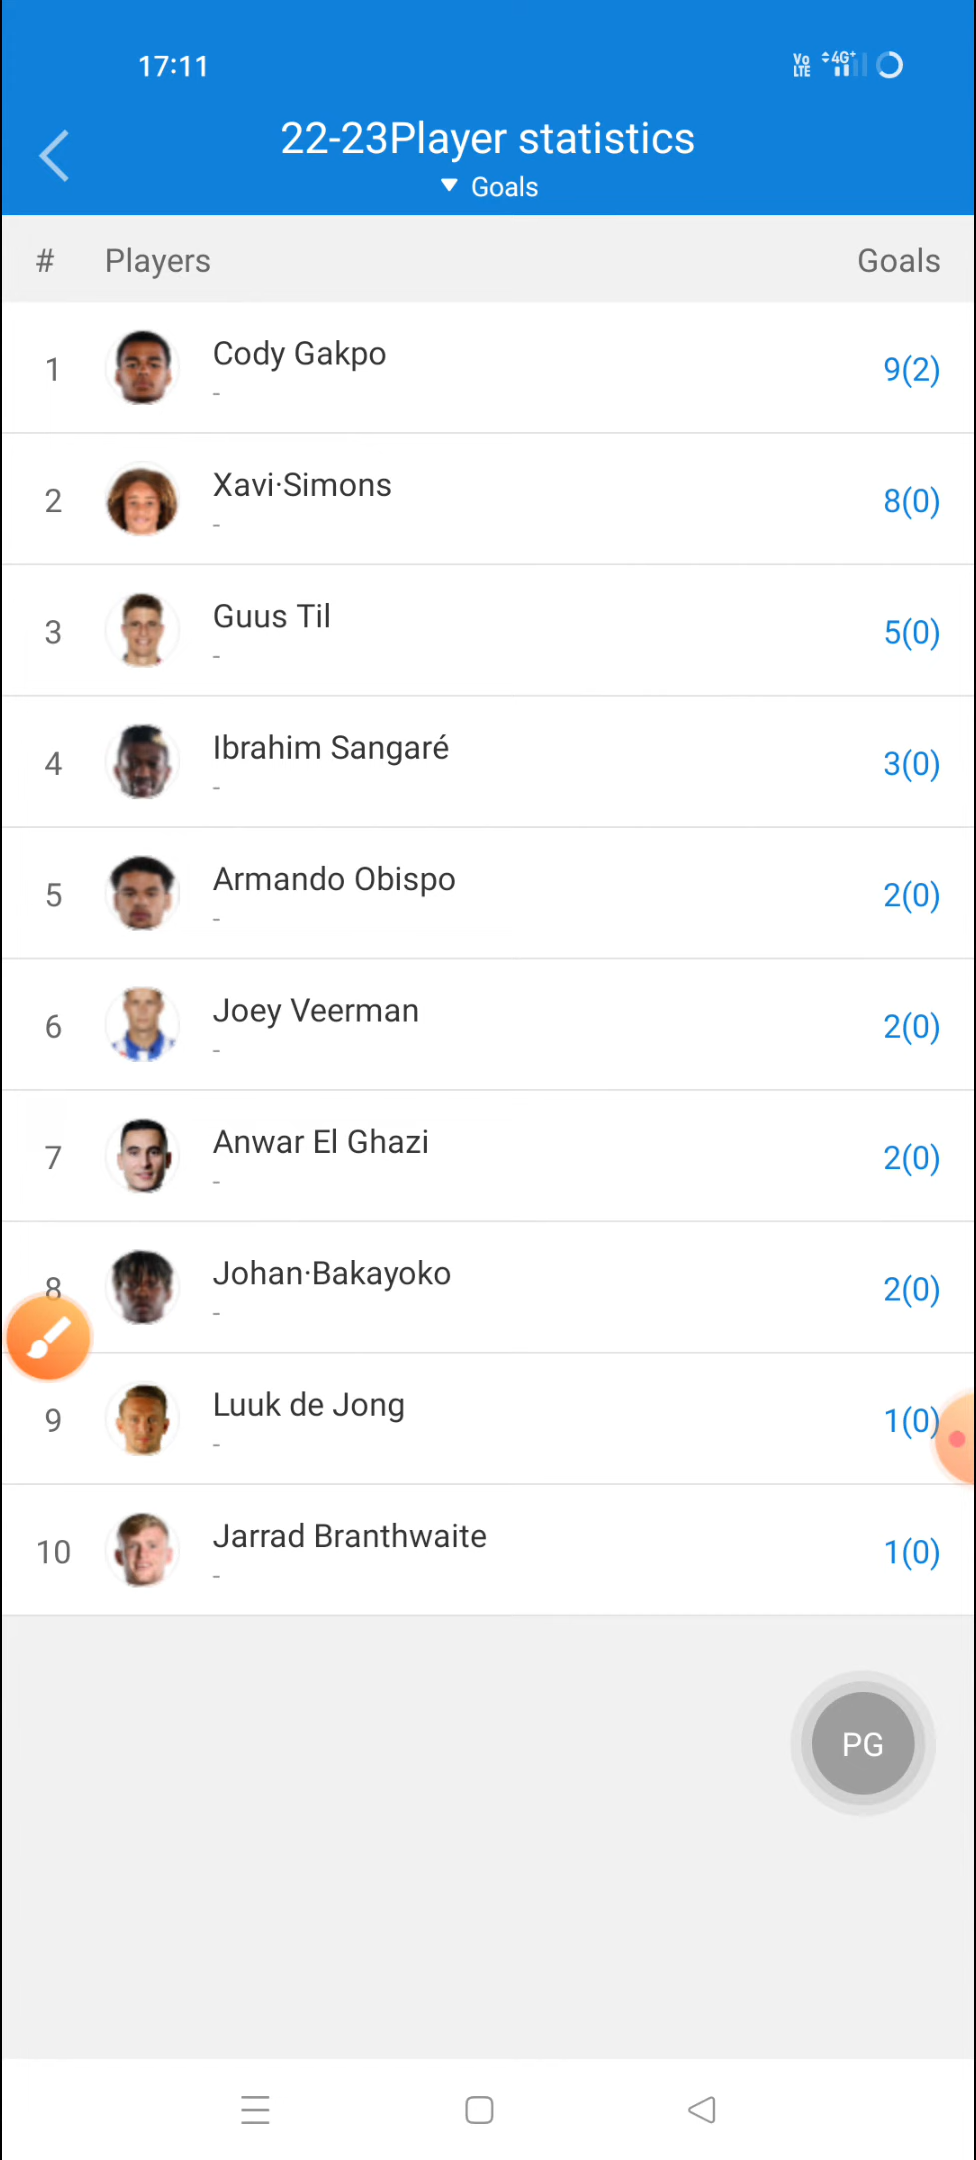 17:11
Vo LTE 4G+
22-23Player statistics
▼ Goals
# Players Goals
1 Cody Gakpo 9(2)
-
2 Xavi·Simons 8(0)
-
3 Guus Til 5(0)
-
4 Ibrahim Sangaré 3(0)
-
5 Armando Obispo 2(0)
-
6 Joey Veerman 2(0)
-
7 Anwar El Ghazi 2(0)
-
8 Johan·Bakayoko 2(0)
-
9 Luuk de Jong 1(0)
-
10 Jarrad Branthwaite 1(0)
-
PG